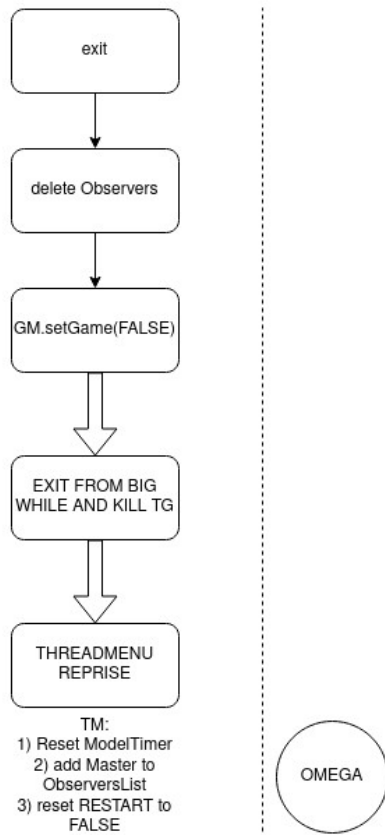 exit
delete Observers
GM.setGame(FALSE)
EXIT FROM BIG
WHILE AND KILL TG
THREADMENU
REPRISE
TM:
1) Reset ModelTimer
2) add Master to
ObserversList
3) reset RESTART to
FALSE
OMEGA